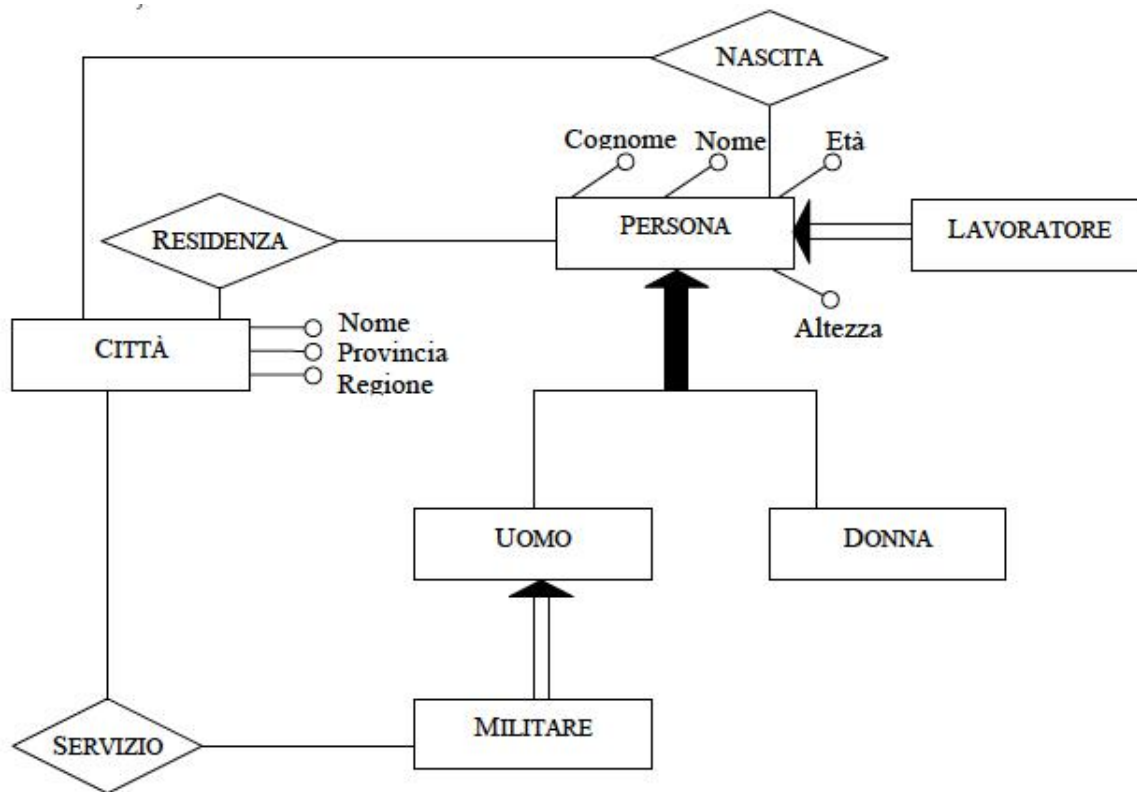 NASCITA
Cognome
Nome
Età
PERSONA
LAVORATORE
RESIDENZA
Altezza
CITTÀ
Nome
Provincia
Regione
UOMO
DONNA
MILITARE
SERVIZIO